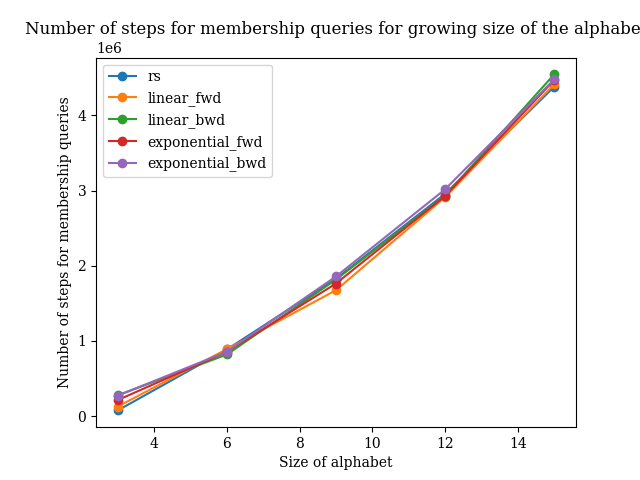 Number of steps for membership queries for growing size of the alphabe
1e6
rs
linear_fwd
linear_bwd
exponential_fwd
exponential_bwd
Number of steps for membership queries
4
3
2
1
0
4 6 8 10 12 14
Size of alphabet